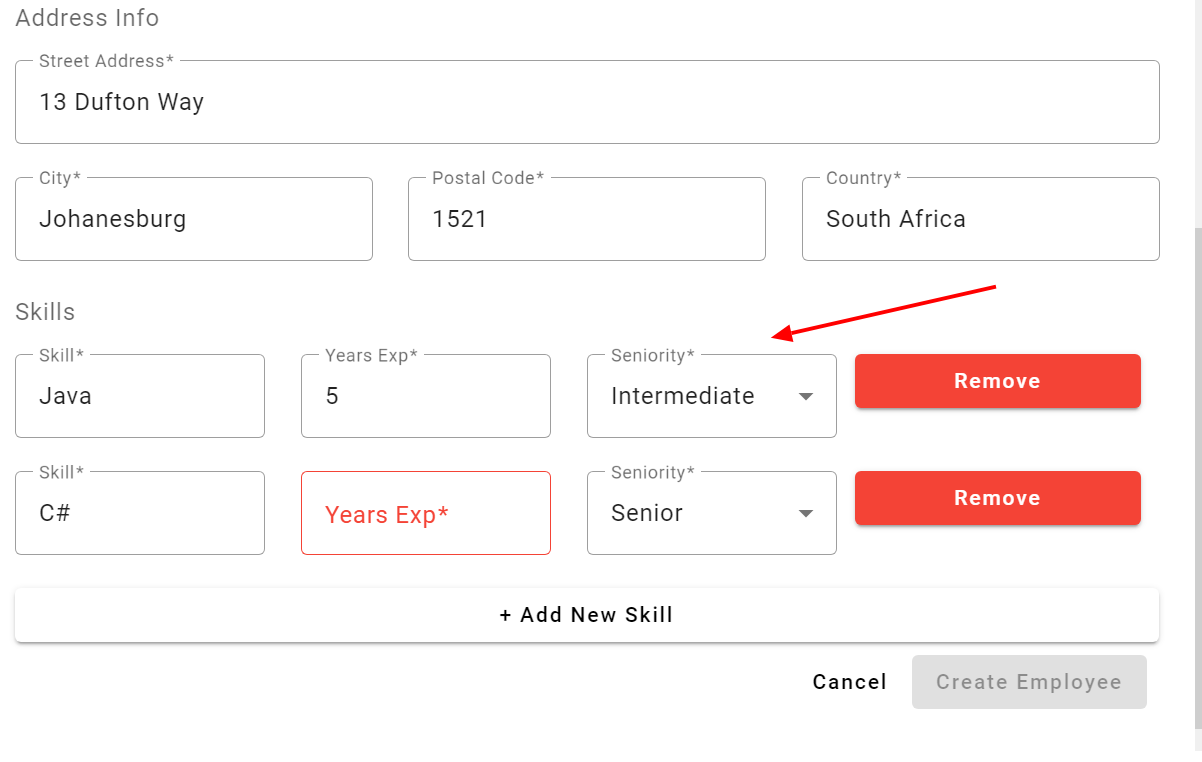 Address Info
Street Address*
13 Dufton Way
City* Postal Code* Country*
Johanesburg 1521 South Africa
Skills
Skill* Years Exp* Seniority*
Java 5 Intermediate Remove
Skill* Seniority*
C# Years Exp* Senior Remove
+ Add New Skill
Cancel Create Employee